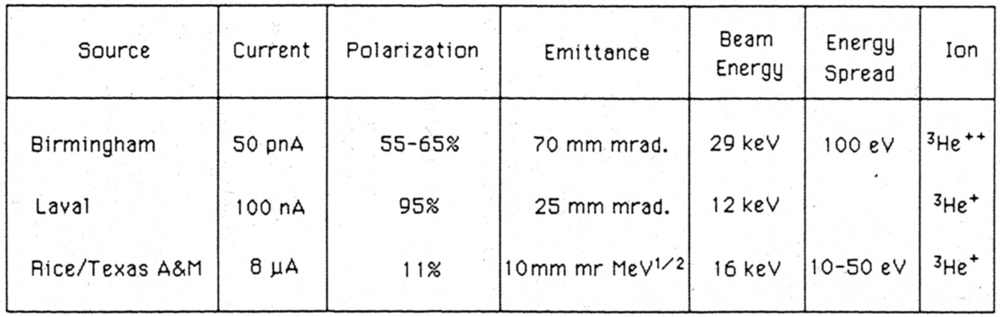 Source Current Polarization Emittance Beam Energy Energy Spread Ion
Birmingham 50 pnA 55-65% 70 mm mrad. 29 keV 100 eV ³He⁺⁺
Laval 100 nA 95% 25 mm mrad. 12 keV ³He⁺
Rice/Texas A&M 8 µA 11% 10mm mr MeV¹/² 16 keV 10-50 eV ³He⁺